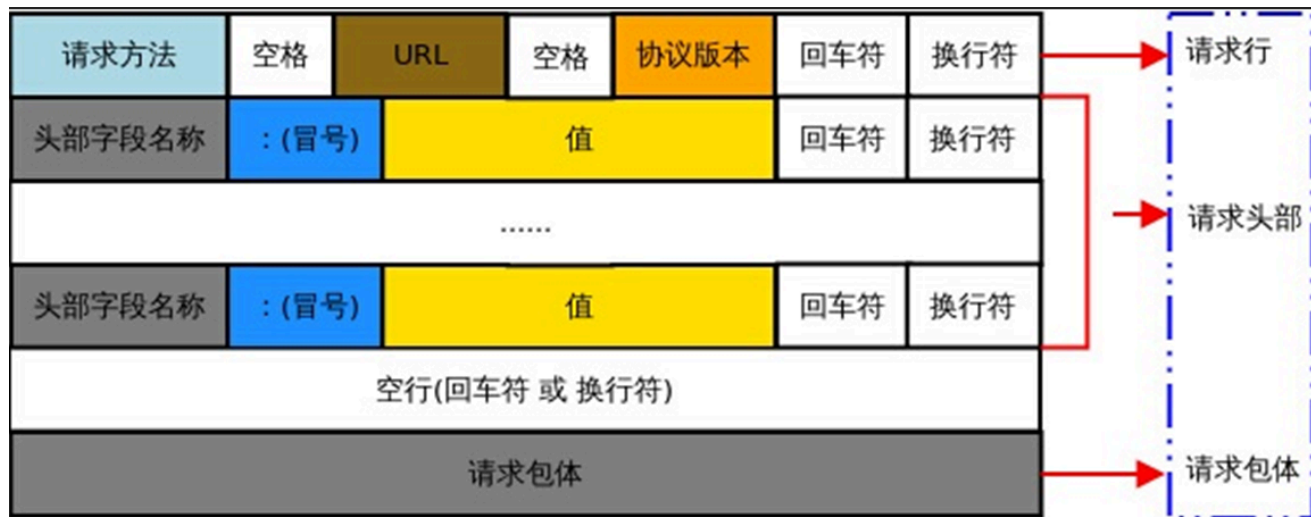 请求方法 空格 URL 空格 协议版本 回车符 换行符 请求行
头部字段名称 :(冒号) 值 回车符 换行符
...... 请求头部
头部字段名称 :(冒号) 值 回车符 换行符
空行(回车符 或 换行符)
请求包体 请求包体